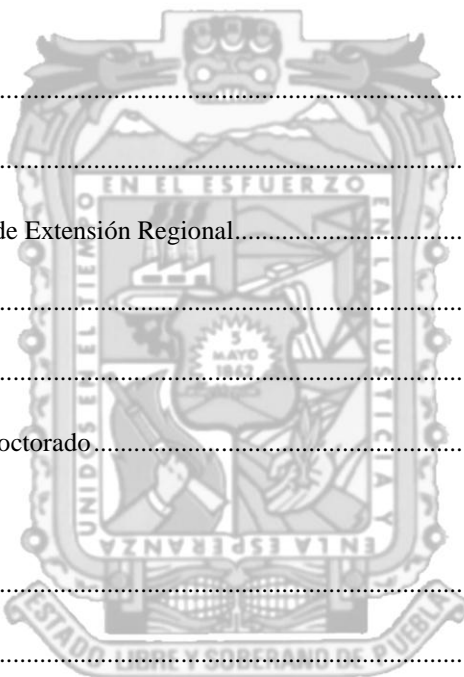 ...............................................................
EN EL ESFUERZO
...............................................................
UNIDOS EN EL TIEMPO
EN LA JUSTICIA Y
de Extensión Regional...............................
...............................................................
5
MAYO
1862
...............................................................
octorado...............................................
EN LA ESPERANZA
...............................................................
ESTADO LIBRE Y SOBERANO DE PUEBLA
...............................................................